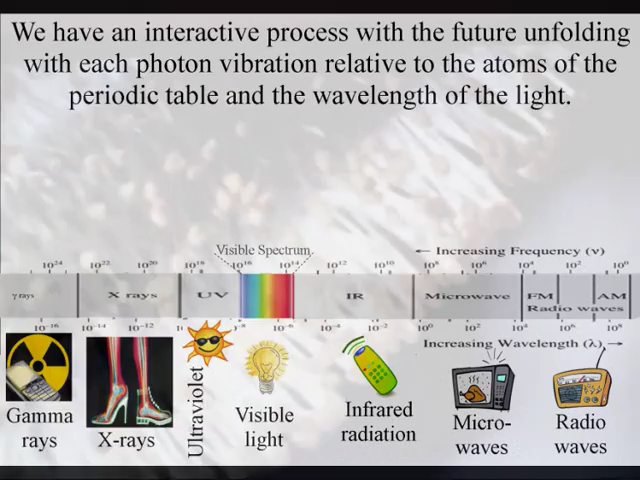 We have an interactive process with the future unfolding
with each photon vibration relative to the atoms of the
periodic table and the wavelength of the light.
Visible Spectrum
← Increasing Frequency (ν)
10²⁴ 10²² 10²⁰ 10¹⁸ 10¹⁶ 10¹⁴ 10¹² 10¹⁰ 10⁸ 10⁶ 10⁴ 10² 10⁰
γ rays X rays UV IR Microwave FM AM
Radio waves
10⁻¹⁶ 10⁻¹⁴ 10⁻¹² 10⁻⁶ 10⁻⁴ 10⁻² 10⁰ 10² 10⁴ 10⁶ 10⁸
Increasing Wavelength (λ) →
Gamma
rays
X-rays
Ultraviolet
Visible
light
Infrared
radiation
Micro-
waves
Radio
waves